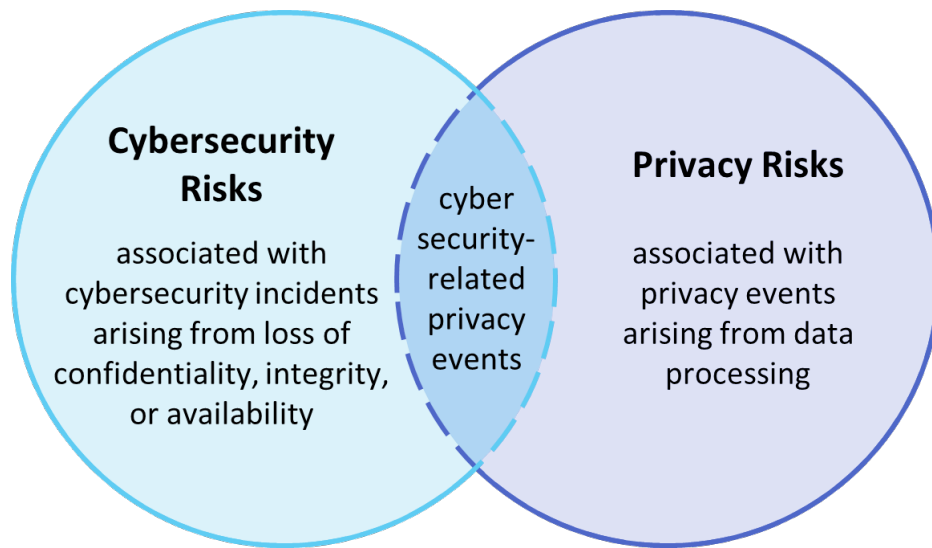 Cybersecurity
Risks
associated with
cybersecurity incidents
arising from loss of
confidentiality, integrity,
or availability
cyber
security-
related
privacy
events
Privacy Risks
associated with
privacy events
arising from data
processing